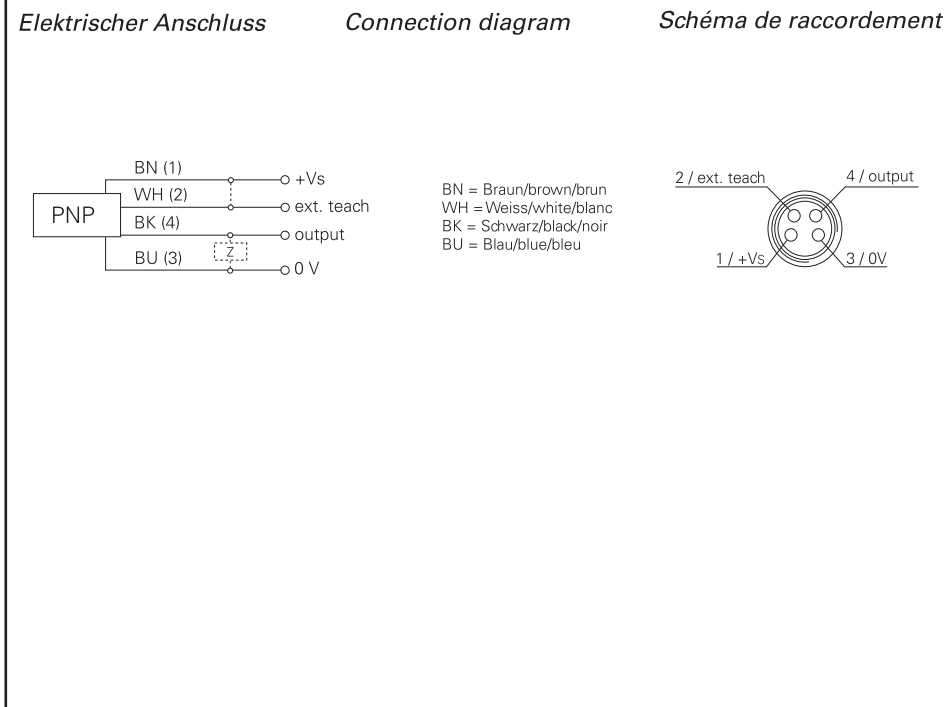 Elektrischer Anschluss
Connection diagram
Schéma de raccordement
PNP
BN (1)
+Vs
WH (2)
ext. teach
BK (4)
output
Z
BU (3)
0 V
BN = Braun/brown/brun
WH = Weiss/white/blanc
BK = Schwarz/black/noir
BU = Blau/blue/bleu
2 / ext. teach
4 / output
1 / +Vs
3 / 0V